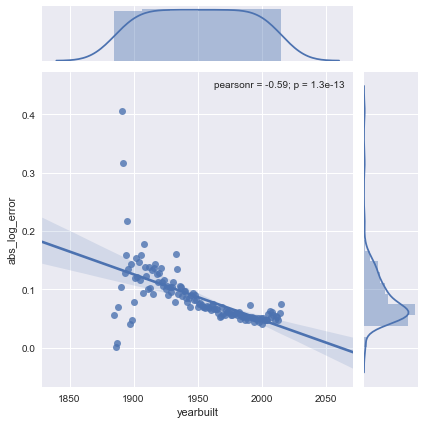 pearsonr = -0.59; p = 1.3e-13
0.4
0.3
0.2
0.1
0.0
abs_log_error
1850 1900 1950 2000 2050
yearbuilt